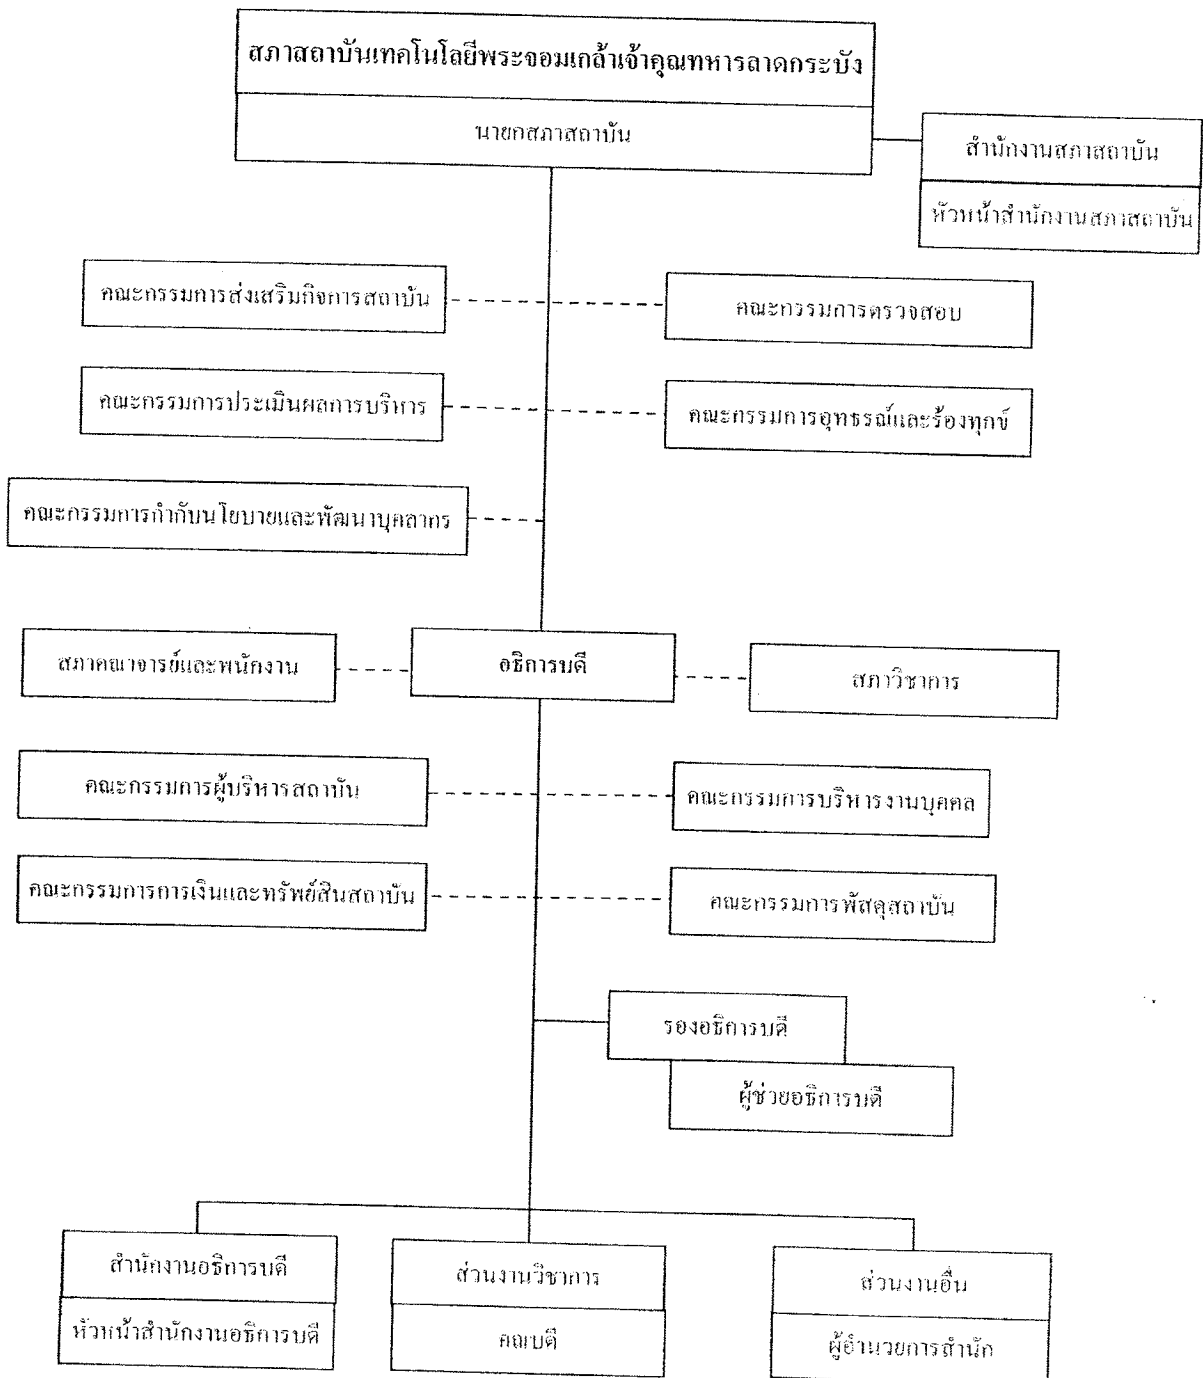 สภาสถาบันเทคโนโลยีพระจอมเกล้าเจ้าคุณทหารลาดกระบัง
นายกสภาสถาบัน
สำนักงานสภาสถาบัน
หัวหน้าสำนักงานสภาสถาบัน
คณะกรรมการส่งเสริมกิจการสถาบัน
คณะกรรมการตรวจสอบ
คณะกรรมการประเมินผลการบริหาร
คณะกรรมการอุทธรณ์และร้องทุกข์
คณะกรรมการกำกับนโยบายและพัฒนาบุคลากร
สภาคณาจารย์และพนักงาน
อธิการบดี
สภาวิชาการ
คณะกรรมการผู้บริหารสถาบัน
คณะกรรมการบริหารงานบุคคล
คณะกรรมการการเงินและทรัพย์สินสถาบัน
คณะกรรมการพัสดุสถาบัน
รองอธิการบดี
ผู้ช่วยอธิการบดี
สำนักงานอธิการบดี
หัวหน้าสำนักงานอธิการบดี
ส่วนงานวิชาการ
คณบดี
ส่วนงานอื่น
ผู้อำนวยการสำนัก